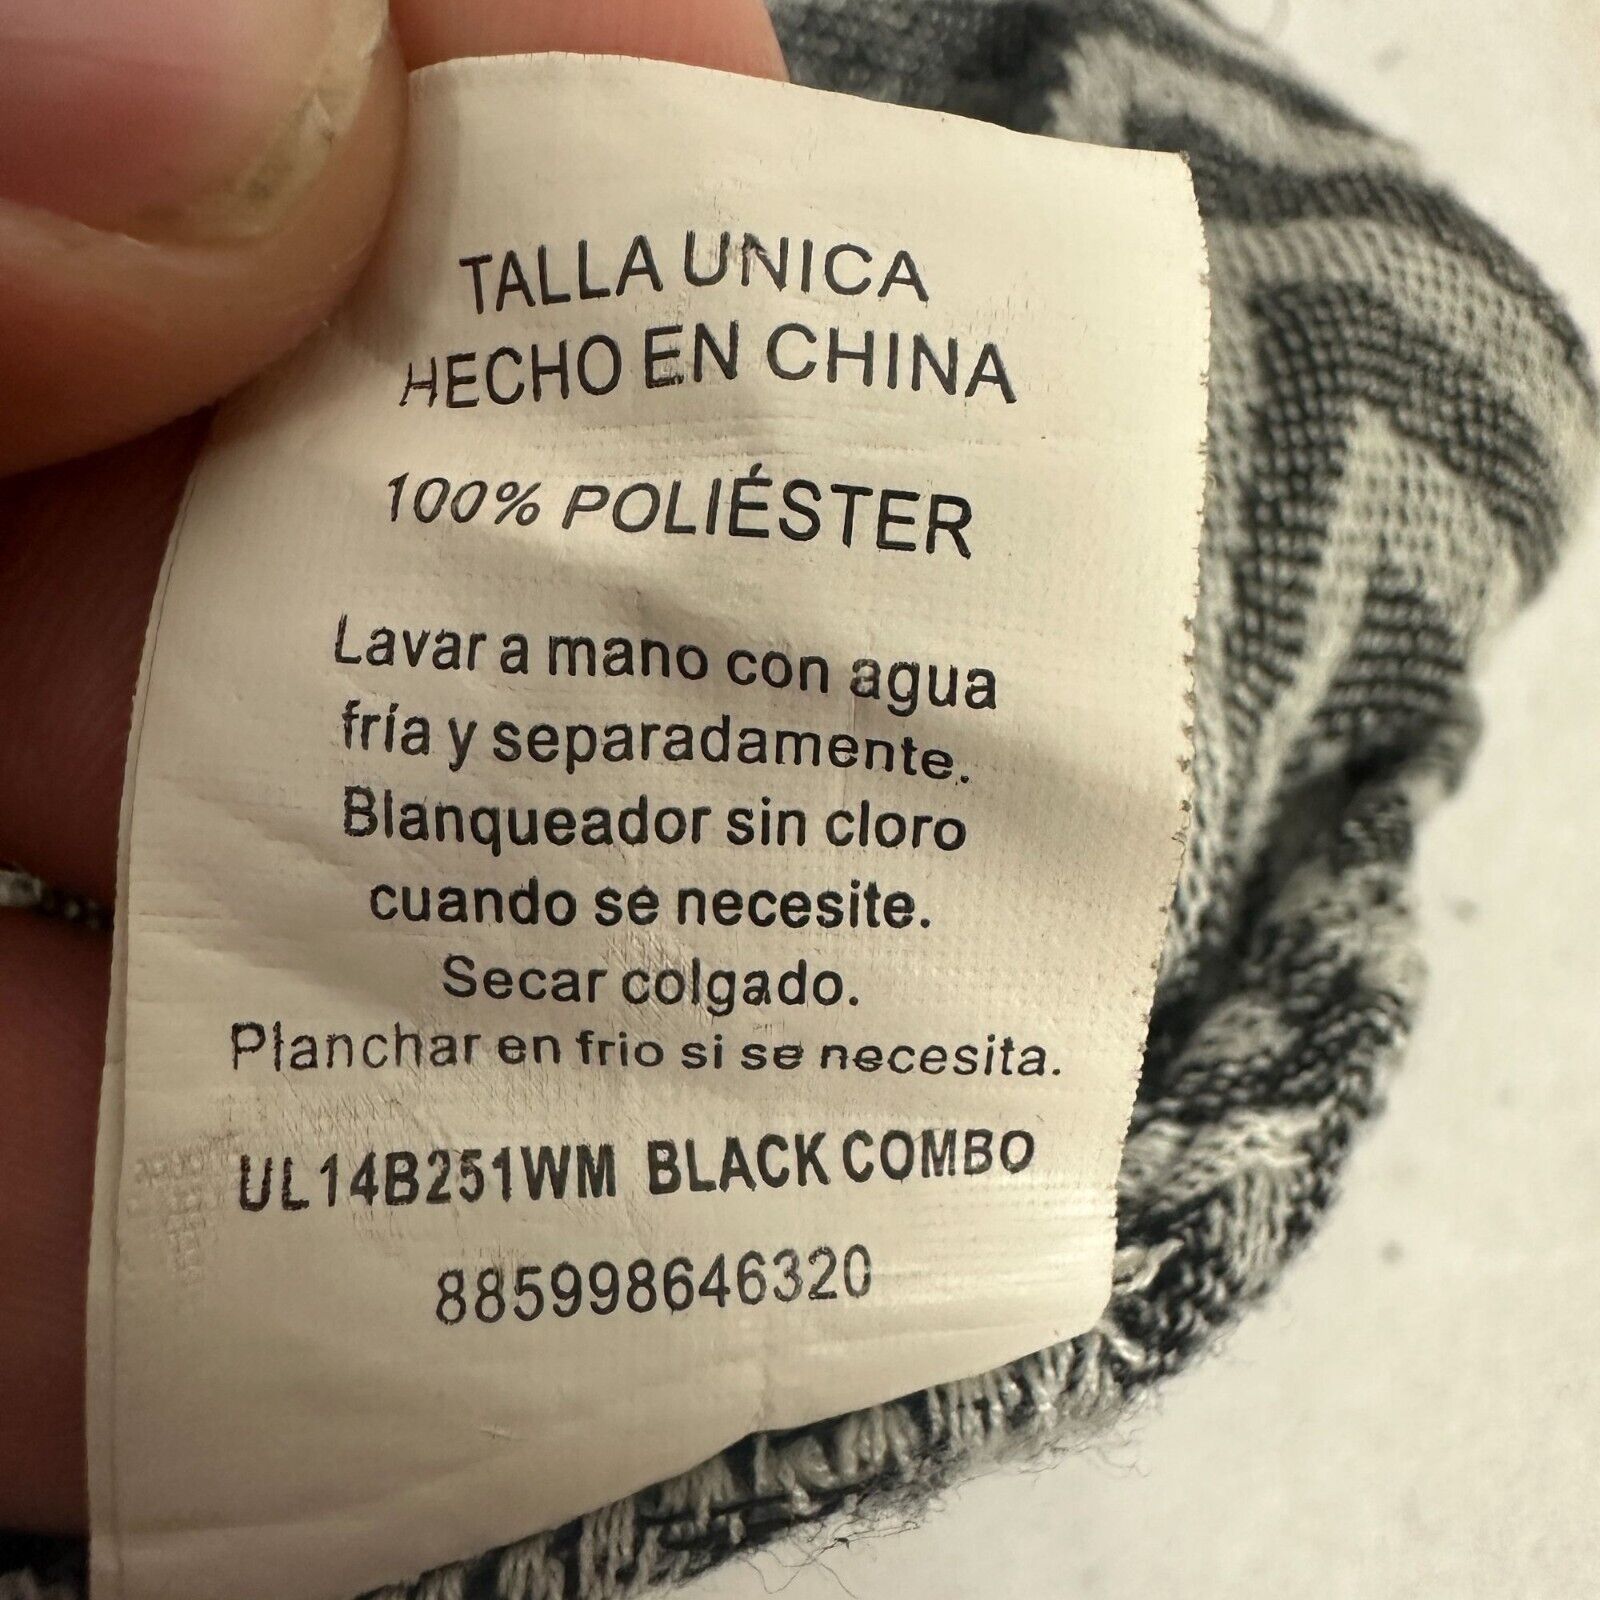 TALLA UNICA
HECHO EN CHINA
100% POLIÉSTER
Lavar a mano con agua
fría y separadamente.
Blanqueador sin cloro
cuando se necesite.
Secar colgado.
Planchar en frio si se necesita.
UL14B251WM BLACK COMBO
885998646320